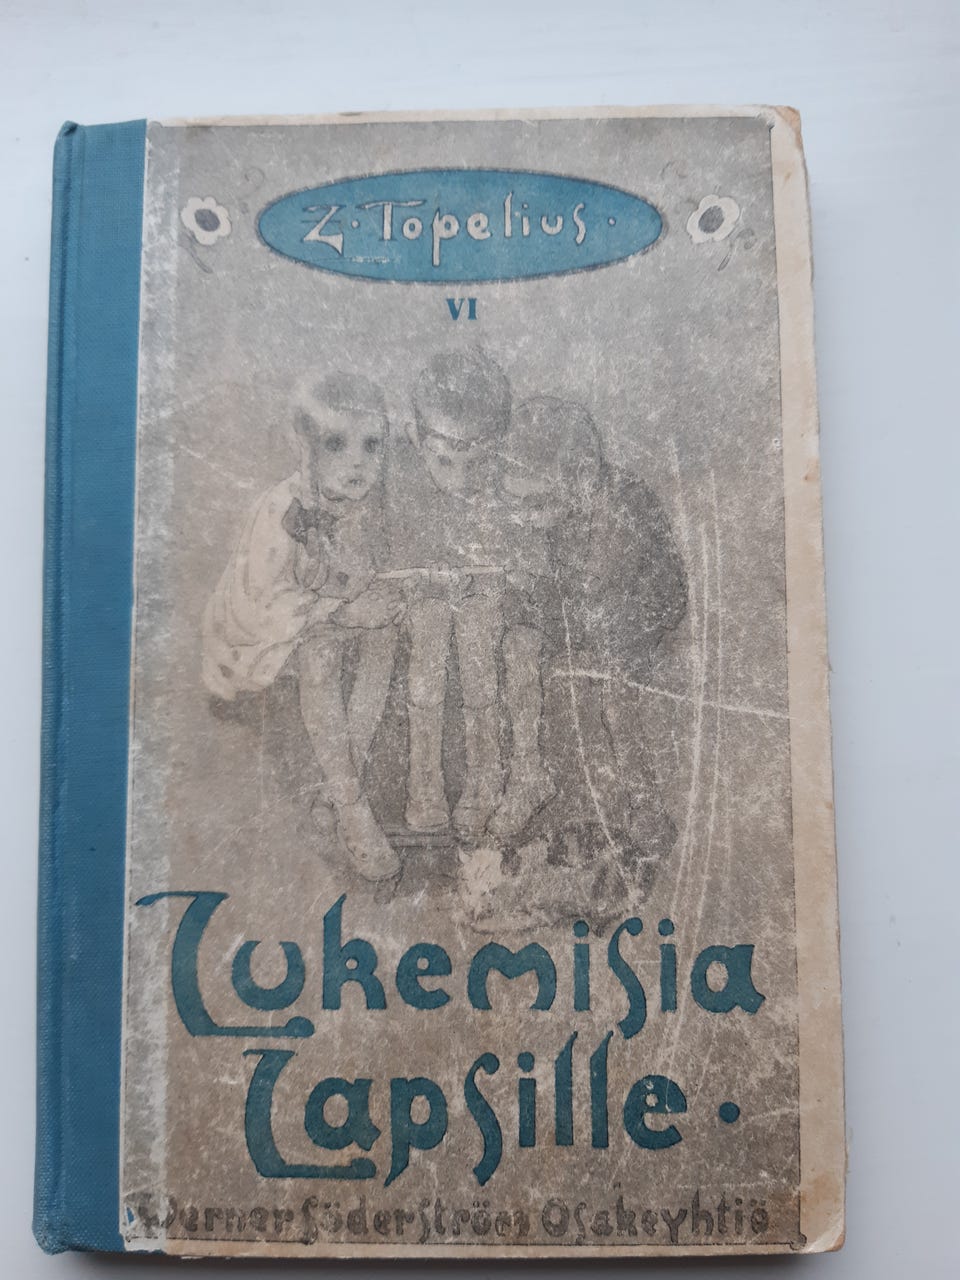 Z. Topelius.
VI
Lukemisia
Lapsille.
Werner Söderström Osakeyhtiö